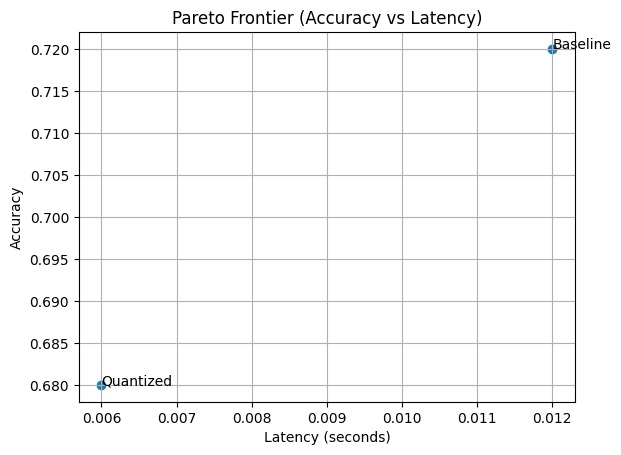 Pareto Frontier (Accuracy vs Latency)
Baseline
0.720
0.715
0.710
0.705
0.700
0.695
0.690
0.685
0.680
Accuracy
Quantized
0.006 0.007 0.008 0.009 0.010 0.011 0.012
Latency (seconds)